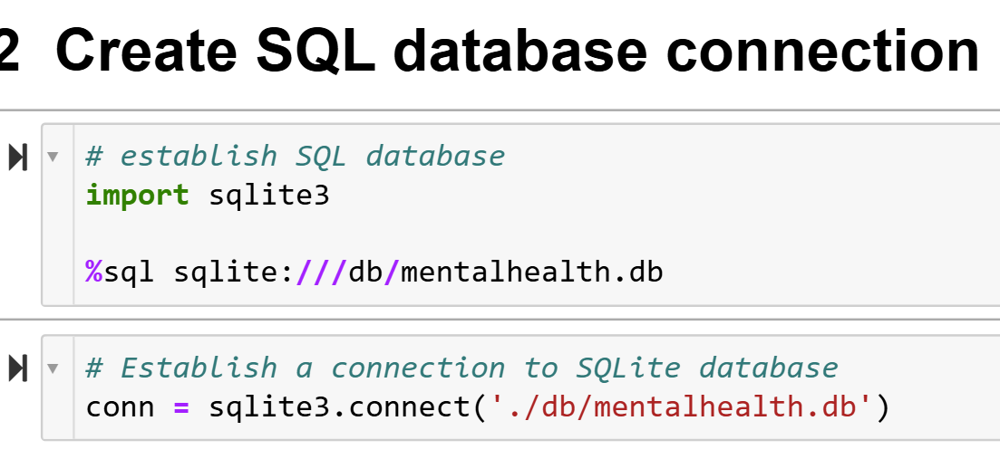 2 Create SQL database connection
# establish SQL database
import sqlite3
%sql sqlite:///db/mentalhealth.db
# Establish a connection to SQLite database
conn = sqlite3.connect('./db/mentalhealth.db')